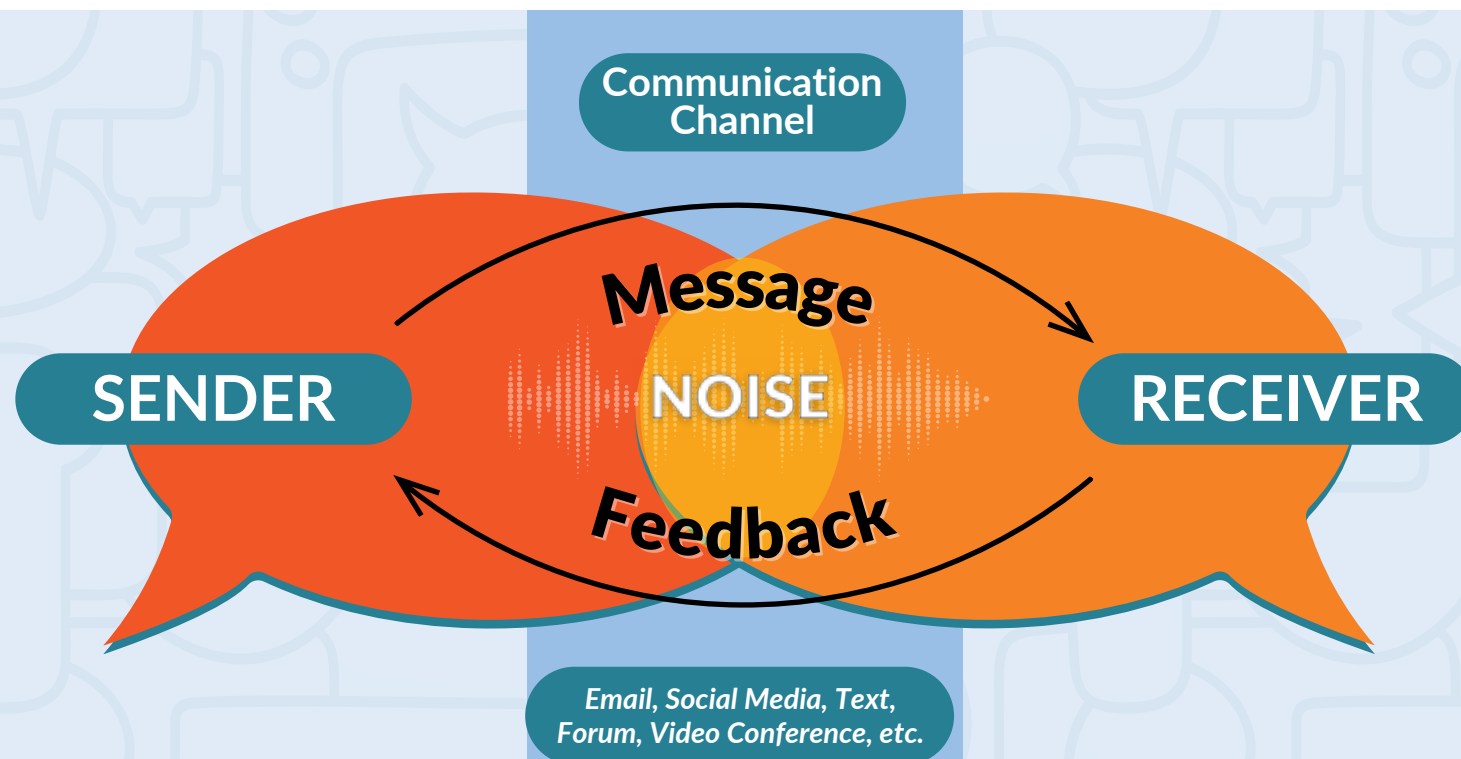 Communication
Channel
Message
SENDER
NOISE
RECEIVER
Feedback
Email, Social Media, Text,
Forum, Video Conference, etc.